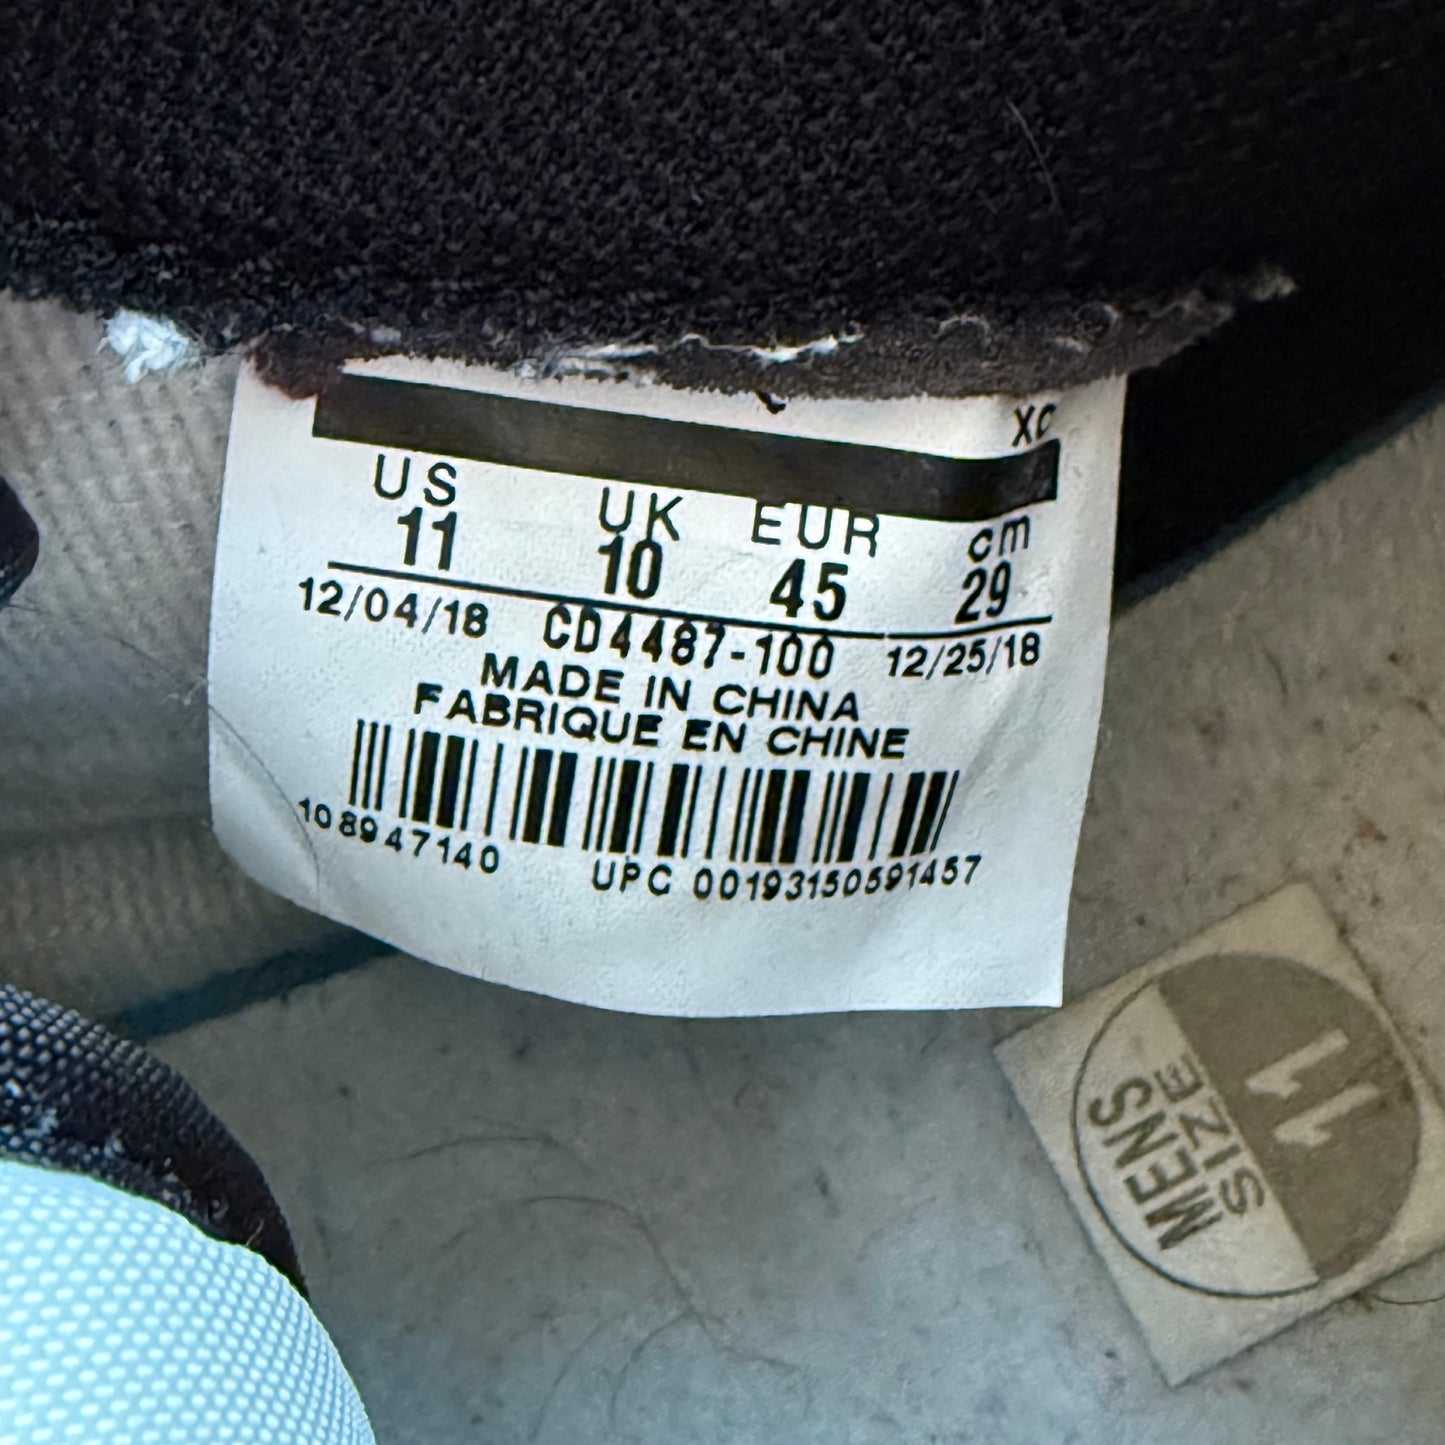 XC
US UK EUR cm
11 10 45 29
12/04/18 CD4487-100 12/25/18
MADE IN CHINA
FABRIQUE EN CHINE
108947140 UPC 00193150591457
MENS
SIZE
11